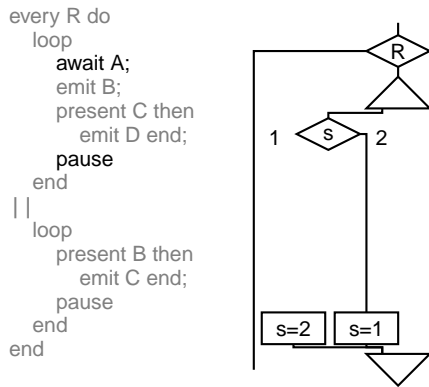 every R do
loop
await A;
emit B;
present C then
emit D end;
pause
end
||
loop
present B then
emit C end;
pause
end
end
R
s
1
2
s=2
s=1